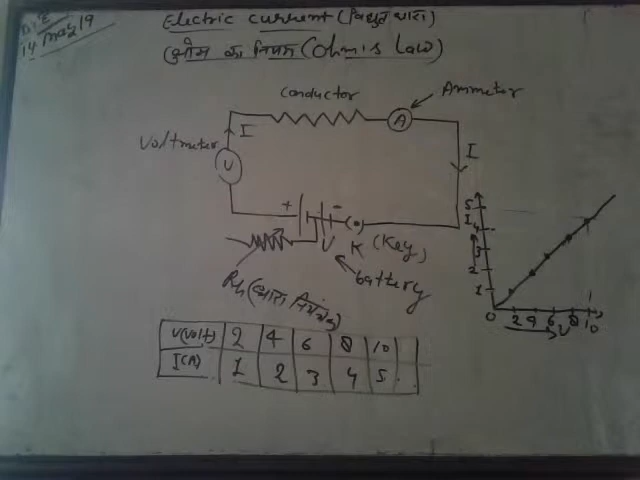 14 May 19
Electric current (विद्युत धारा)
ओम का नियम (Ohm's Law)
conductor
Ammeter
A
I
Voltmeter
V
I
+ -
(.)
K (Key)
V
battery
Rh (धारा नियंत्रक)
5
I
4
3
2
1
0 2 4 6 8 10
V
V(volt) 2 4 6 8 10
I(A) 1 2 3 4 5